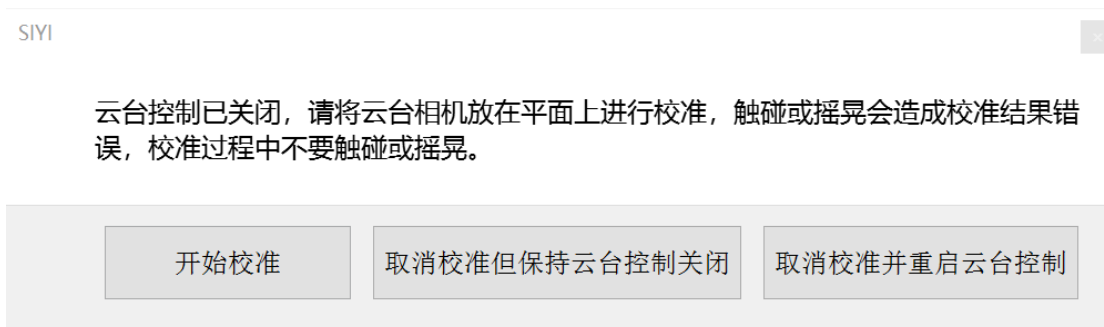 SIYI
云台控制已关闭，请将云台相机放在平面上进行校准，触碰或摇晃会造成校准结果错
误，校准过程中不要触碰或摇晃。
开始校准 取消校准但保持云台控制关闭 取消校准并重启云台控制